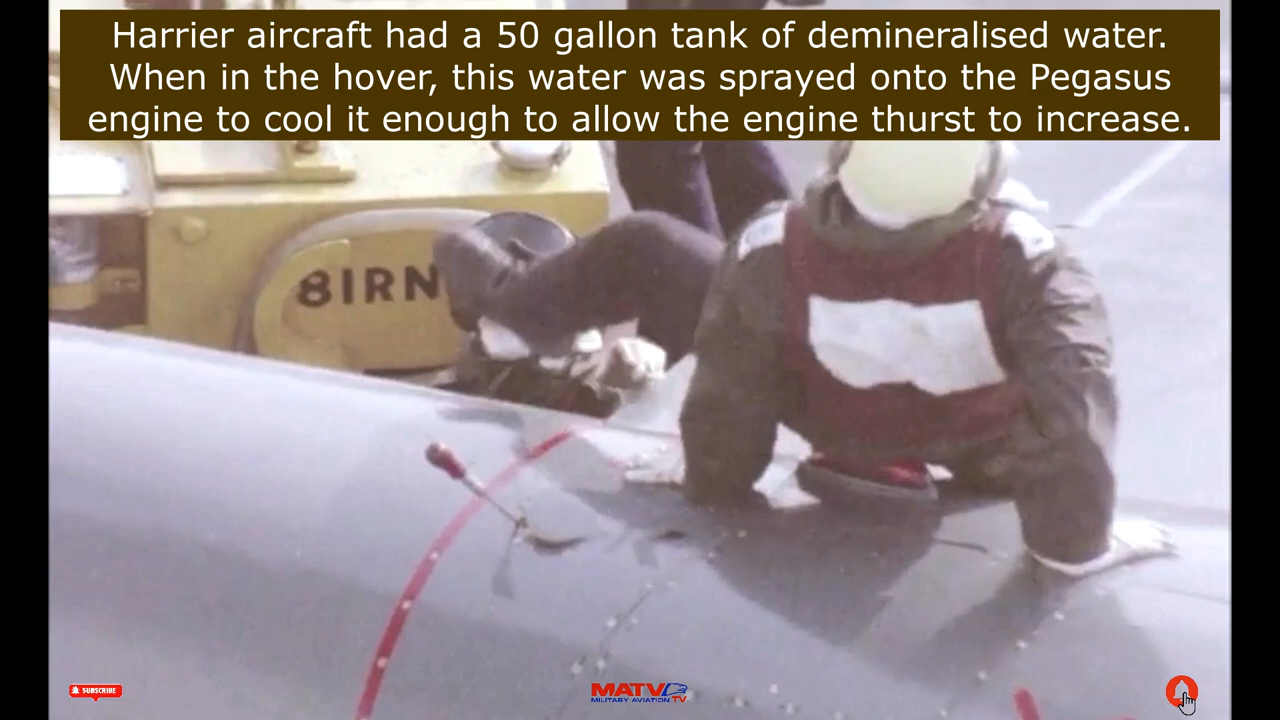 Harrier aircraft had a 50 gallon tank of demineralised water.
When in the hover, this water was sprayed onto the Pegasus
engine to cool it enough to allow the engine thurst to increase.
BIRN
SUBSCRIBE
MATV
MILITARY AVIATION TV